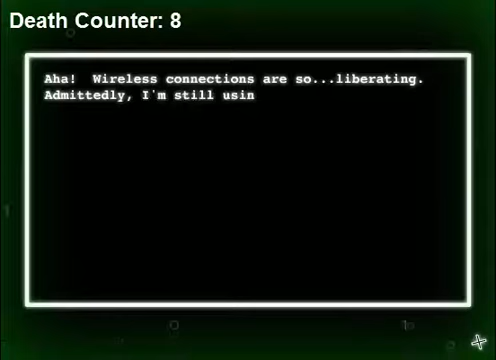 Death Counter: 8
Aha!  Wireless connections are so...liberating.
Admittedly, I'm still usin